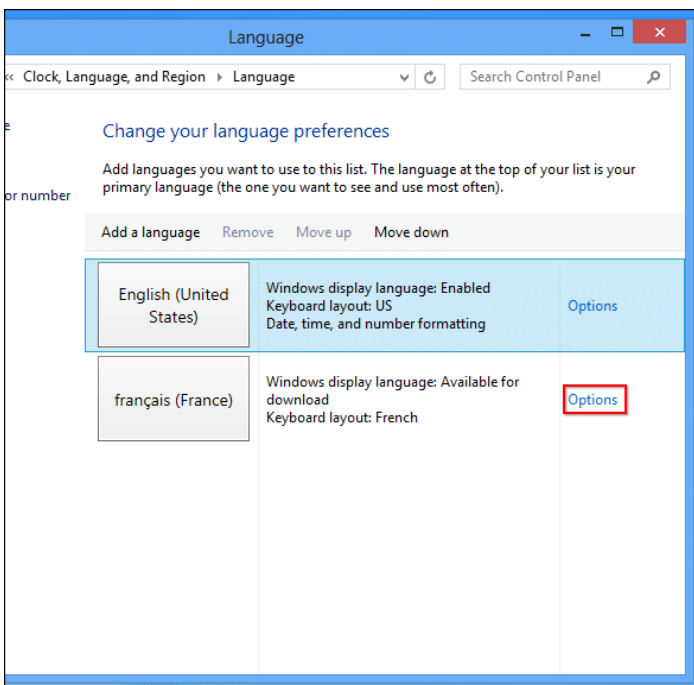 Language
« Clock, Language, and Region ▸ Language
Search Control Panel
e
or number
Change your language preferences
Add languages you want to use to this list. The language at the top of your list is your
primary language (the one you want to see and use most often).
Add a language Remove Move up Move down
English (United
States)
Windows display language: Enabled
Keyboard layout: US
Date, time, and number formatting
Options
français (France)
Windows display language: Available for
download
Keyboard layout: French
Options